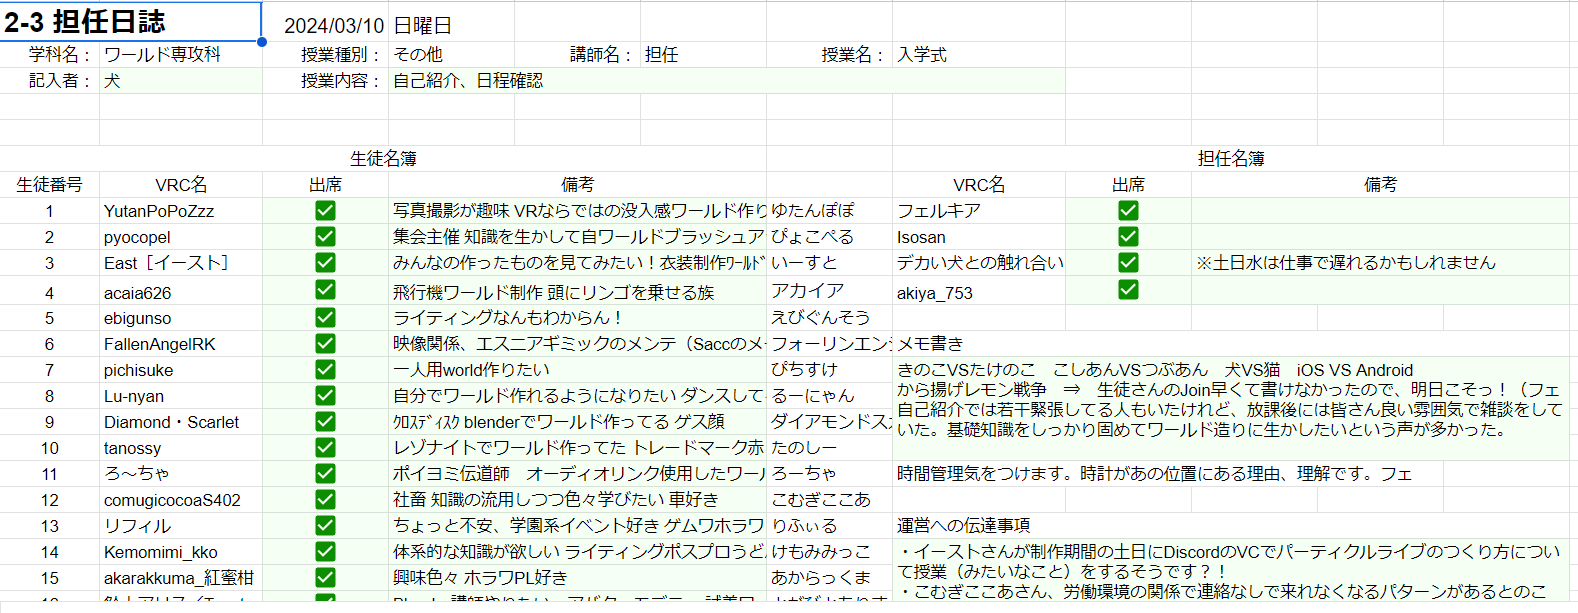 2-3 担任日誌 2024/03/10 日曜日
学科名： ワールド専攻科 授業種別： その他 講師名： 担任 授業名： 入学式
記入者： 犬 授業内容： 自己紹介、日程確認
生徒名簿 担任名簿
生徒番号 VRC名 出席 備考 VRC名 出席 備考
1 YutanPoPoZzz 写真撮影が趣味 VRならではの没入感ワールド作り ゆたんぽぽ フェルキア
2 pyocopel 集会主催 知識を生かして自ワールドブラッシュア ぴょこぺる Isosan
3 East［イースト］ みんなの作ったものを見てみたい！衣装制作ﾜｰﾙﾄﾞ いーすと デカい犬との触れ合い ※土日水は仕事で遅れるかもしれません
4 acaia626 飛行機ワールド制作 頭にリンゴを乗せる族 アカイア akiya_753
5 ebigunso ライティングなんもわからん！ えびぐんそう
6 FallenAngelRK 映像関係、エスニアギミックのメンテ（Saccのメ フォーリンエン メモ書き
7 pichisuke 一人用world作りたい ぴちすけ きのこVSたけのこ　こしあんVSつぶあん　犬VS猫　iOS VS Android
8 Lu-nyan 自分でワールド作れるようになりたい ダンスして るーにゃん から揚げレモン戦争　⇒　生徒さんのJoin早くて書けなかったので、明日こそっ！（フェ
自己紹介では若干緊張してる人もいたけれど、放課後には皆さん良い雰囲気で雑談をして
9 Diamond・Scarlet ｸﾛｽﾃﾞｨｽｸ blenderでワールド作ってる ゲス顔 ダイアモンドス いた。基礎知識をしっかり固めてワールド造りに生かしたいという声が多かった。
10 tanossy レゾナイトでワールド作ってた トレードマーク赤 たのしー
11 ろ～ちゃ ポイヨミ伝道師　オーディオリンク使用したワー ろーちゃ 時間管理気をつけます。時計があの位置にある理由、理解です。フェ
12 comugicocoaS402 社畜 知識の流用しつつ色々学びたい 車好き こむぎここあ
13 リフィル ちょっと不安、学園系イベント好き ゲムワホラワ りふぃる 運営への伝達事項
14 Kemomimi_kko 体系的な知識が欲しい ライティングポスプロうど けもみみっこ ・イーストさんが制作期間の土日にDiscordのVCでパーティクルライブのつくり方につい
て授業（みたいなこと）をするそうです？！
15 akarakkuma_紅蜜柑 興味色々 ホラワPL好き あからっくま
・こむぎここあさん、労働環境の関係で連絡なしで来れなくなるパターンがあるとのこ